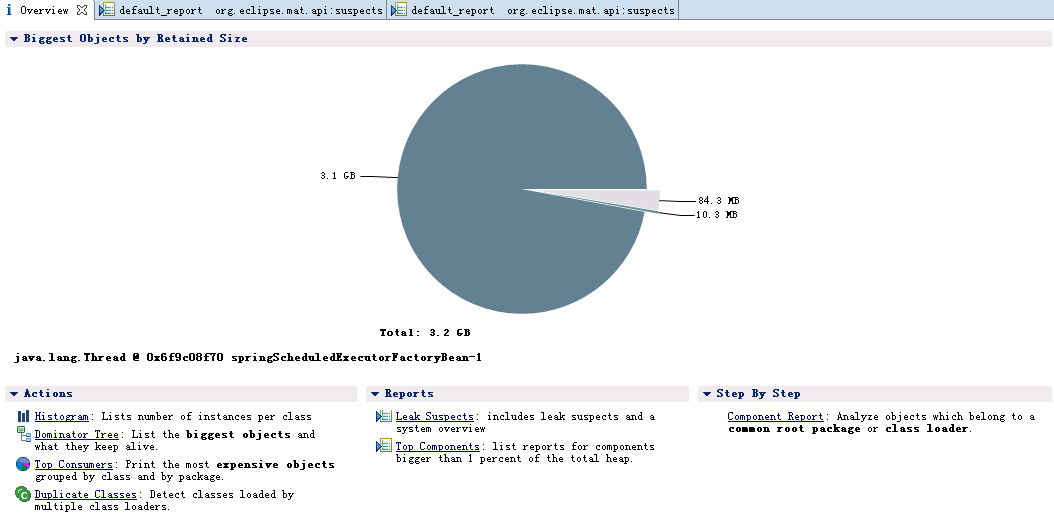 i Overview
default_report org.eclipse.mat.api:suspects
default_report org.eclipse.mat.api:suspects
Biggest Objects by Retained Size
3.1 GB
84.3 MB
10.3 MB
Total: 3.2 GB
java.lang.Thread @ 0x6f9c08f70 springScheduledExecutorFactoryBean-1
Actions
Histogram: Lists number of instances per class
Dominator Tree: List the biggest objects and
what they keep alive.
Top Consumers: Print the most expensive objects
grouped by class and by package.
Duplicate Classes: Detect classes loaded by
multiple class loaders.
Reports
Leak Suspects: includes leak suspects and a
system overview
Top Components: list reports for components
bigger than 1 percent of the total heap.
Step By Step
Component Report: Analyze objects which belong to a
common root package or class loader.